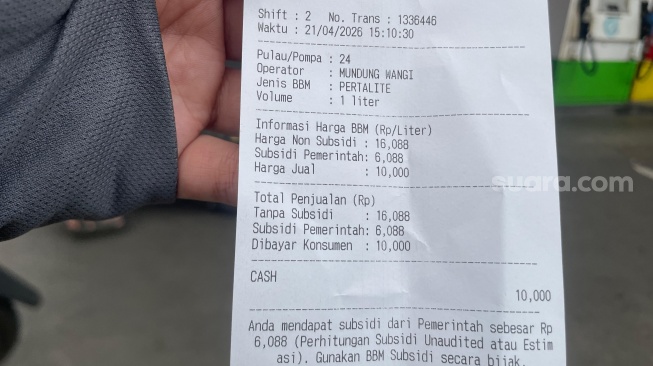 Shift : 2 No. Trans : 1336446
Waktu : 21/04/2026 15:10:30
Pulau/Pompa : 24
Operator : MUNDUNG WANGI
Jenis BBM : PERTALITE
Volume : 1 liter
Informasi Harga BBM (Rp/Liter)
Harga Non Subsidi : 16,088
Subsidi Pemerintah: 6,088
Harga Jual : 10,000
Total Penjualan (Rp)
Tanpa Subsidi : 16,088
Subsidi Pemerintah: 6,088
Dibayar Konsumen : 10,000
CASH
10,000
Anda mendapat subsidi dari Pemerintah sebesar Rp
6,088 (Perhitungan Subsidi Unaudited atau Estim
asi). Gunakan BBM Subsidi secara bijak.
suara.com